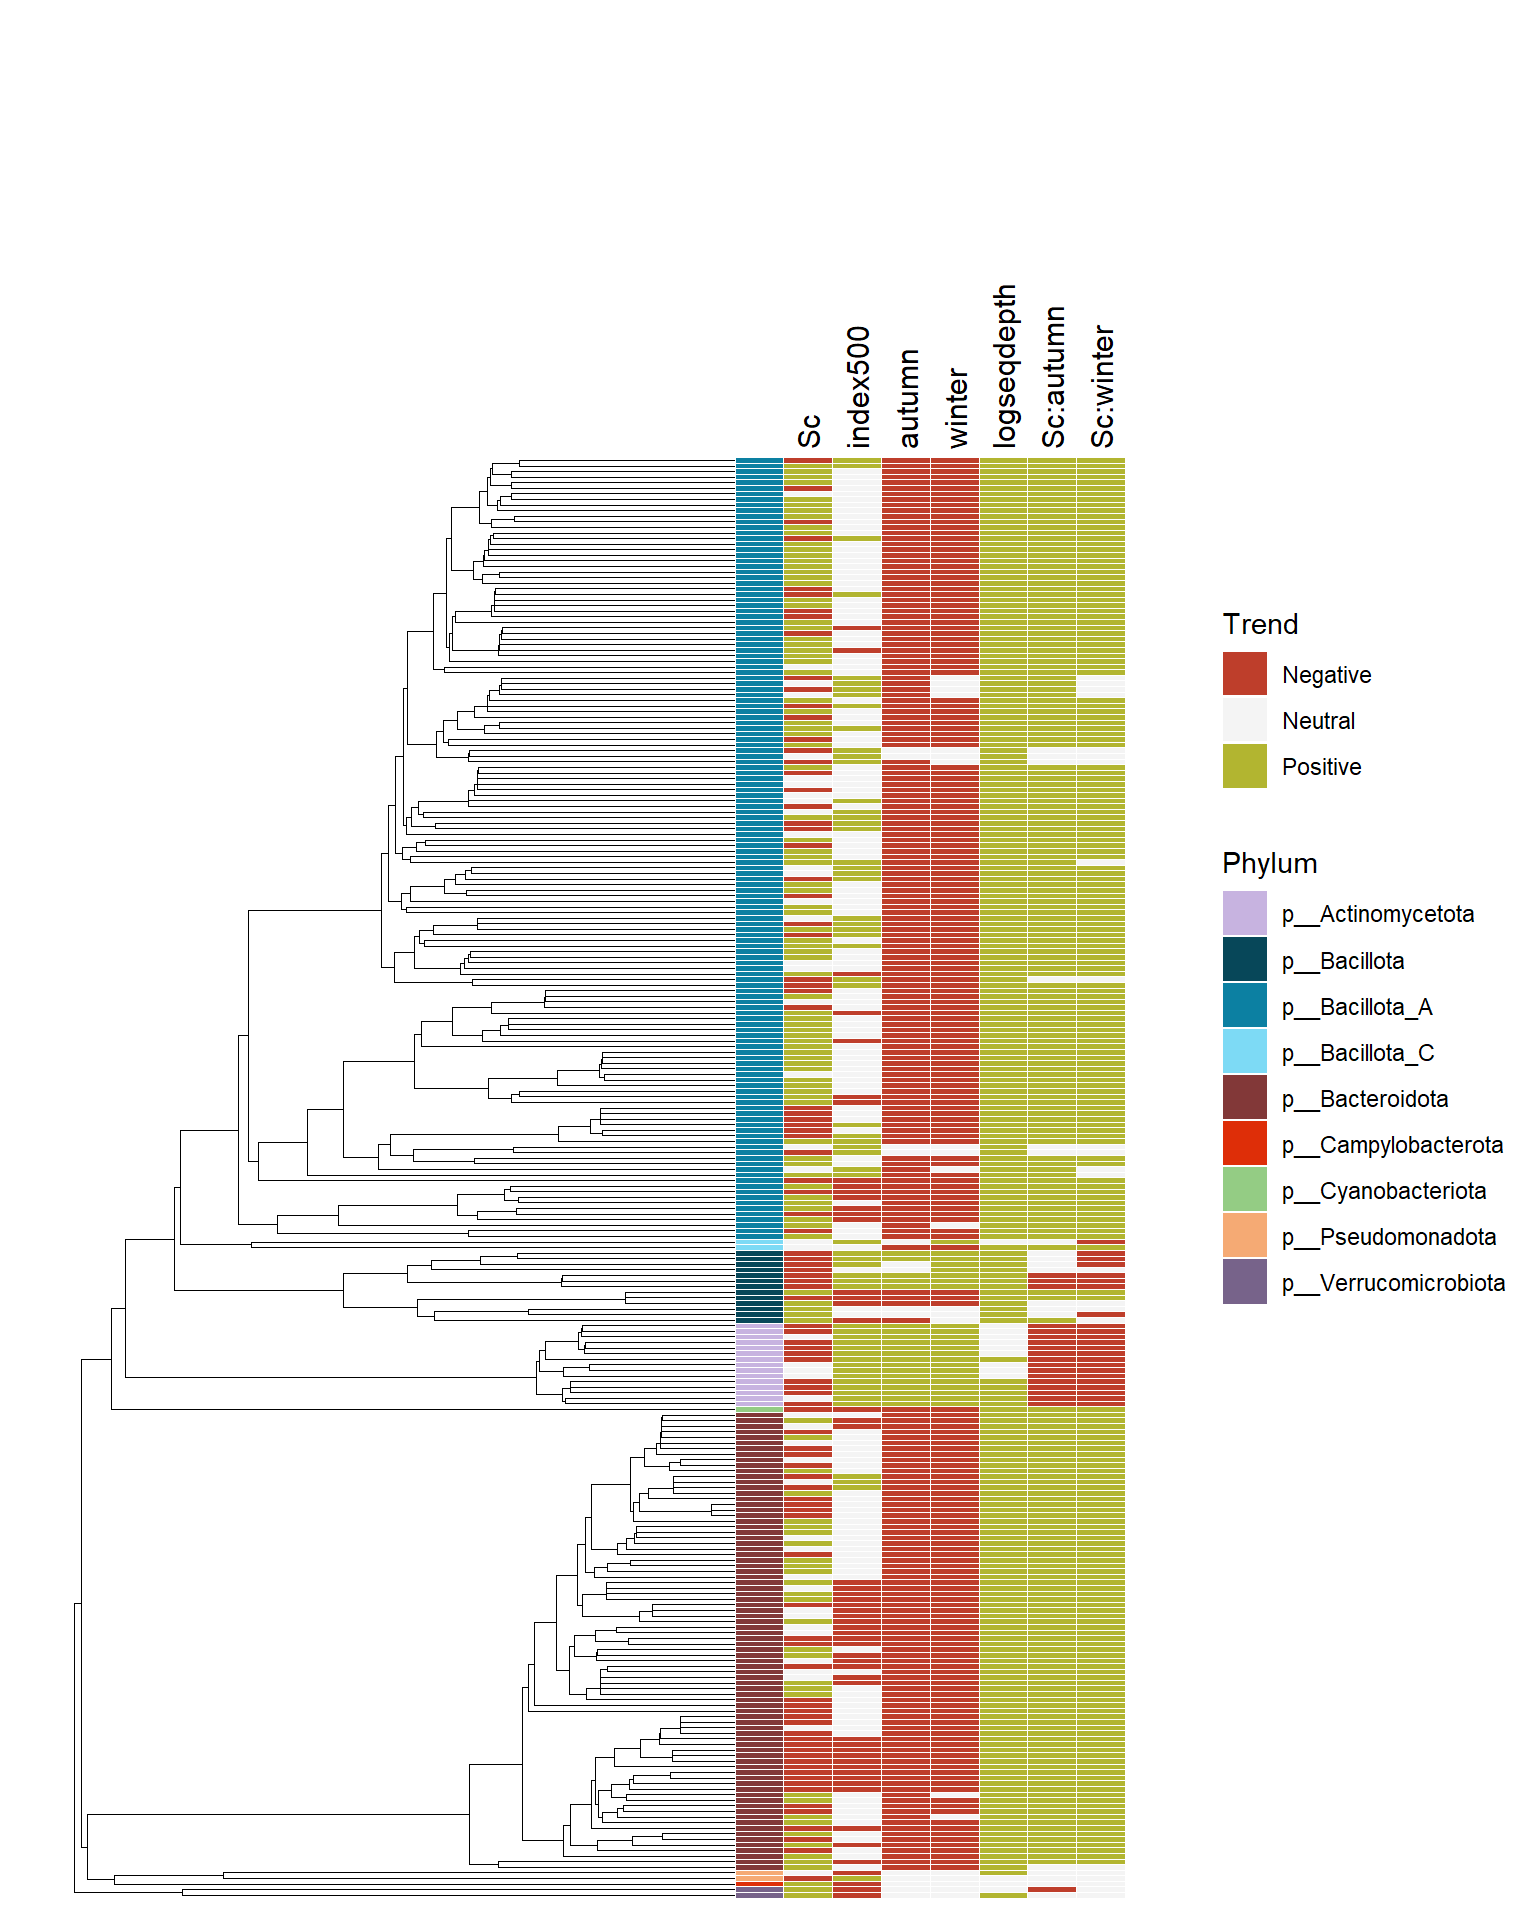 Sc
index500
autumn
winter
logseqdepth
Sc:autumn
Sc:winter
Trend
Negative
Neutral
Positive
Phylum
p__Actinomycetota
p__Bacillota
p__Bacillota_A
p__Bacillota_C
p__Bacteroidota
p__Campylobacterota
p__Cyanobacteriota
p__Pseudomonadota
p__Verrucomicrobiota